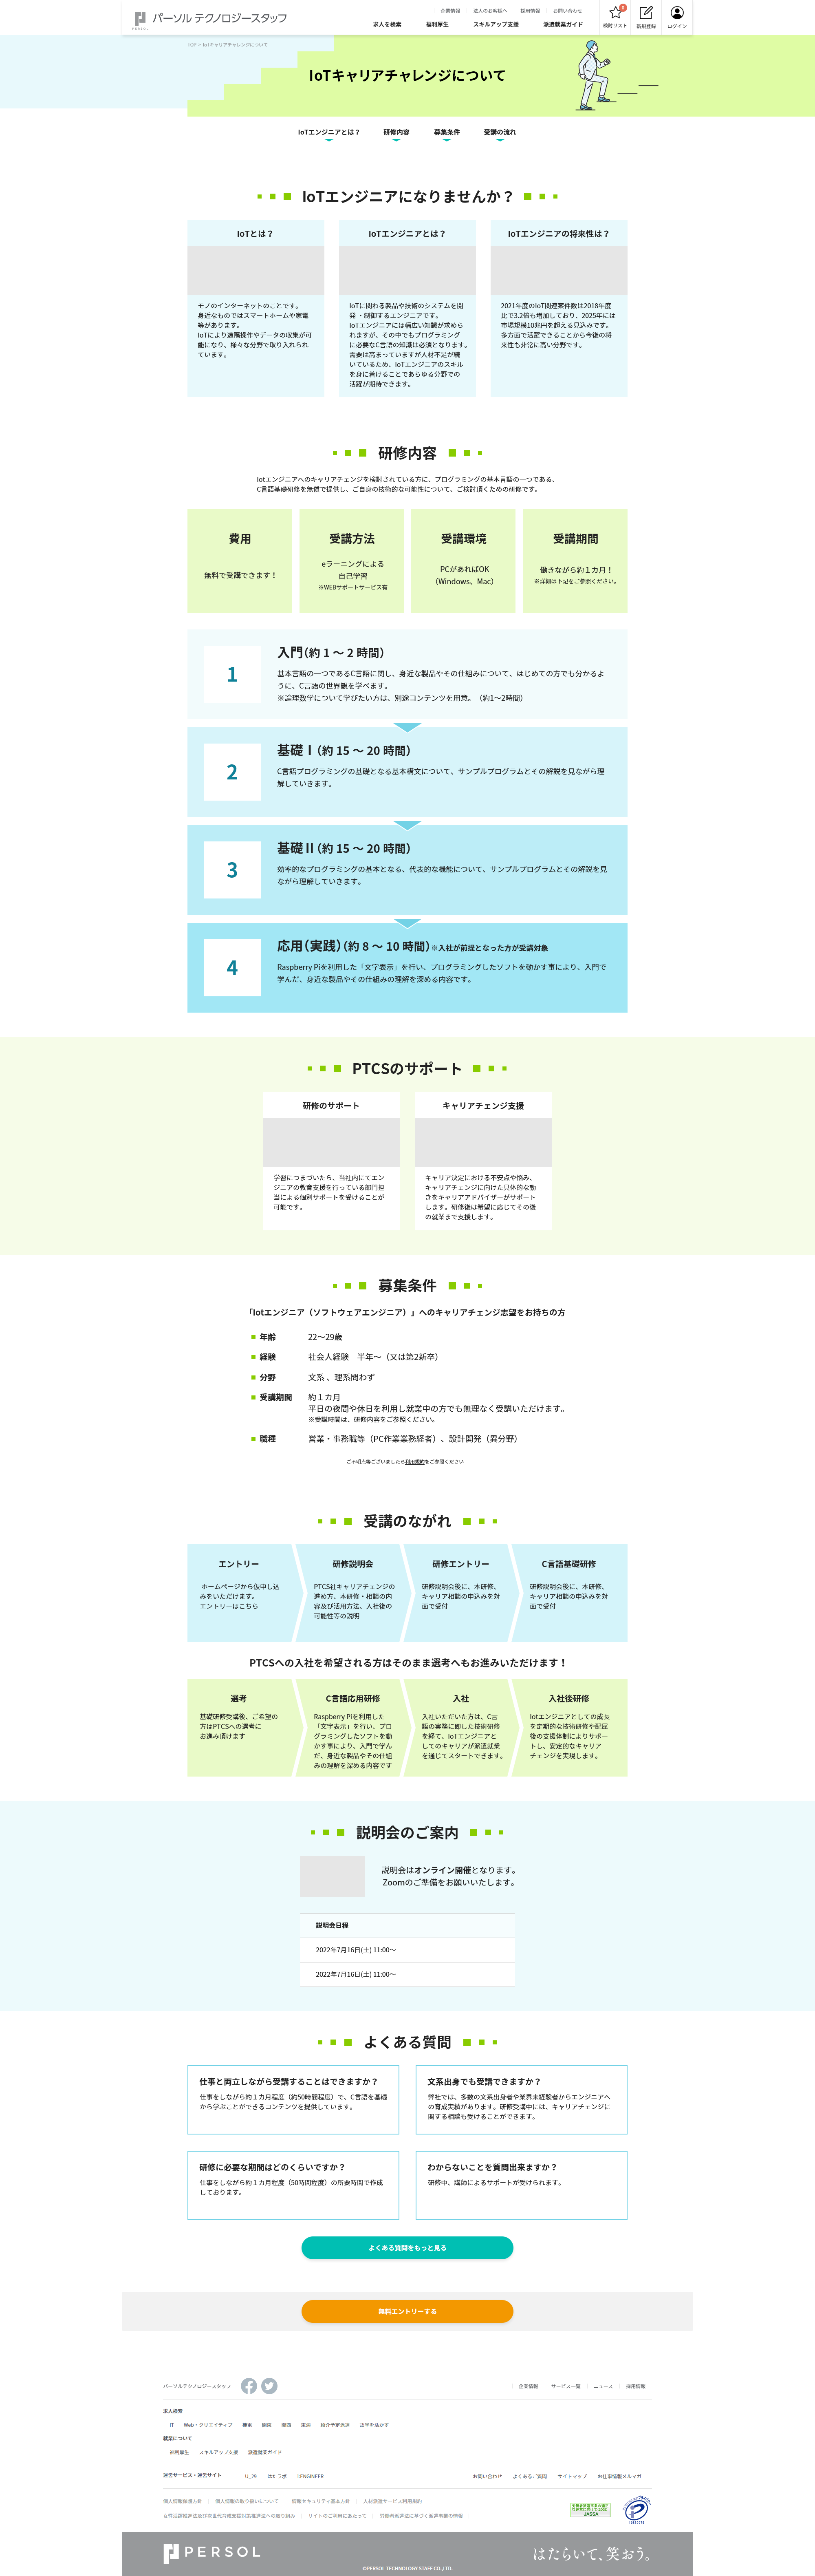 パーソル テクノロジースタッフ
PERSOL
企業情報 法人のお客様へ 採用情報 お問い合わせ
求人を検索 福利厚生 スキルアップ支援 派遣就業ガイド
検討リスト 新規登録 ログイン
TOP > IoTキャリアチャレンジについて
IoTキャリアチャレンジについて
IoTエンジニアとは? 研修内容 募集条件 受講の流れ
IoTエンジニアになりませんか?
IoTとは?
モノのインターネットのことです。
身近なものではスマートホームや家電
等があります。
IoTにより遠隔操作やデータの収集が可
能になり、様々な分野で取り入れられ
ています。
IoTエンジニアとは?
IoTに関わる製品や技術のシステムを開
発・制御するエンジニアです。
IoTエンジニアには幅広い知識が求めら
れますが、その中でもプログラミング
に必要なC言語の知識は必須となります。
需要は高まっていますが人材不足が続
いているため、IoTエンジニアのスキル
を身に着けることであらゆる分野での
活躍が期待できます。
IoTエンジニアの将来性は?
2021年度のIoT関連案件数は2018年度
比で3.2倍も増加しており、2025年には
市場規模10兆円を超える見込みです。
多方面で活躍できることから今後の将
来性も非常に高い分野です。
研修内容
Iotエンジニアへのキャリアチェンジを検討されている方に、プログラミングの基本言語の一つである、
C言語基礎研修を無償で提供し、ご自身の技術的な可能性について、ご検討頂くための研修です。
費用
無料で受講できます!
受講方法
eラーニングによる
自己学習
※WEBサポートサービス有
受講環境
PCがあればOK
(Windows、Mac)
受講期間
働きながら約1カ月!
※詳細は下記をご参照ください。
1
入門(約 1 〜 2 時間)
基本言語の一つであるC言語に関し、身近な製品やその仕組みについて、はじめての方でも分かるよ
うに、C言語の世界観を学べます。
※論理数学について学びたい方は、別途コンテンツを用意。(約1〜2時間)
2
基礎Ⅰ(約 15 〜 20 時間)
C言語プログラミングの基礎となる基本構文について、サンプルプログラムとその解説を見ながら理
解していきます。
3
基礎Ⅱ(約 15 〜 20 時間)
効率的なプログラミングの基本となる、代表的な機能について、サンプルプログラムとその解説を見
ながら理解していきます。
4
応用(実践)(約 8 〜 10 時間)※入社が前提となった方が受講対象
Raspberry Piを利用した「文字表示」を行い、プログラミングしたソフトを動かす事により、入門で
学んだ、身近な製品やその仕組みの理解を深める内容です。
PTCSのサポート
研修のサポート
学習につまづいたら、当社内にてエン
ジニアの教育支援を行っている部門担
当による個別サポートを受けることが
可能です。
キャリアチェンジ支援
キャリア決定における不安点や悩み、
キャリアチェンジに向けた具体的な動
きをキャリアアドバイザーがサポート
します。研修後は希望に応じてその後
の就業まで支援します。
募集条件
「Iotエンジニア(ソフトウェアエンジニア)」へのキャリアチェンジ志望をお持ちの方
年齢 22〜29歳
経験 社会人経験 半年〜(又は第2新卒)
分野 文系、理系問わず
受講期間 約1カ月
平日の夜間や休日を利用し就業中の方でも無理なく受講いただけます。
※受講時間は、研修内容をご参照ください。
職種 営業・事務職等(PC作業業務経者)、設計開発(異分野)
ご不明点等ございましたら利用規約をご参照ください
受講のながれ
エントリー
ホームページから仮申し込
みをいただけます。
エントリーはこちら
研修説明会
PTCS社キャリアチェンジの
進め方、本研修・相談の内
容及び活用方法、入社後の
可能性等の説明
研修エントリー
研修説明会後に、本研修、
キャリア相談の申込みを対
面で受付
C言語基礎研修
研修説明会後に、本研修、
キャリア相談の申込みを対
面で受付
PTCSへの入社を希望される方はそのまま選考へもお進みいただけます!
選考
基礎研修受講後、ご希望の
方はPTCSへの選考に
お進み頂けます
C言語応用研修
Raspberry Piを利用した
「文字表示」を行い、プロ
グラミングしたソフトを動
かす事により、入門で学ん
だ、身近な製品やその仕組
みの理解を深める内容です
入社
入社いただいた方は、C言
語の実務に即した技術研修
を経て、IoTエンジニアと
してのキャリアが派遣就業
を通じてスタートできます。
入社後研修
Iotエンジニアとしての成長
を定期的な技術研修や配属
後の支援体制によりサポー
トし、安定的なキャリア
チェンジを実現します。
説明会のご案内
説明会はオンライン開催となります。
Zoomのご準備をお願いいたします。
説明会日程
2022年7月16日(土) 11:00〜
2022年7月16日(土) 11:00〜
よくある質問
仕事と両立しながら受講することはできますか?
仕事をしながら約1カ月程度(約50時間程度)で、C言語を基礎
から学ぶことができるコンテンツを提供しています。
文系出身でも受講できますか?
弊社では、多数の文系出身者や業界未経験者からエンジニアへ
の育成実績があります。研修受講中には、キャリアチェンジに
関する相談も受けることができます。
研修に必要な期間はどのくらいですか?
仕事をしながら約1カ月程度(50時間程度)の所要時間で作成
しております。
わからないことを質問出来ますか?
研修中、講師によるサポートが受けられます。
よくある質問をもっと見る
無料エントリーする
パーソルテクノロジースタッフ
企業情報 サービス一覧 ニュース 採用情報
求人検索
IT Web・クリエイティブ 機電 関東 関西 東海 紹介予定派遣 語学を活かす
就業について
福利厚生 スキルアップ支援 派遣就業ガイド
運営サービス・運営サイト U_29 はたラボ i:ENGINEER
お問い合わせ よくあるご質問 サイトマップ お仕事情報メルマガ
個人情報保護方針 個人情報の取り扱いについて 情報セキュリティ基本方針 人材派遣サービス利用規約
女性活躍推進法及び次世代育成支援対策推進法への取り組み サイトのご利用にあたって 労働者派遣法に基づく派遣事業の情報
JASSA
PERSOL
はたらいて、笑おう。
©PERSOL TECHNOLOGY STAFF CO.,LTD.